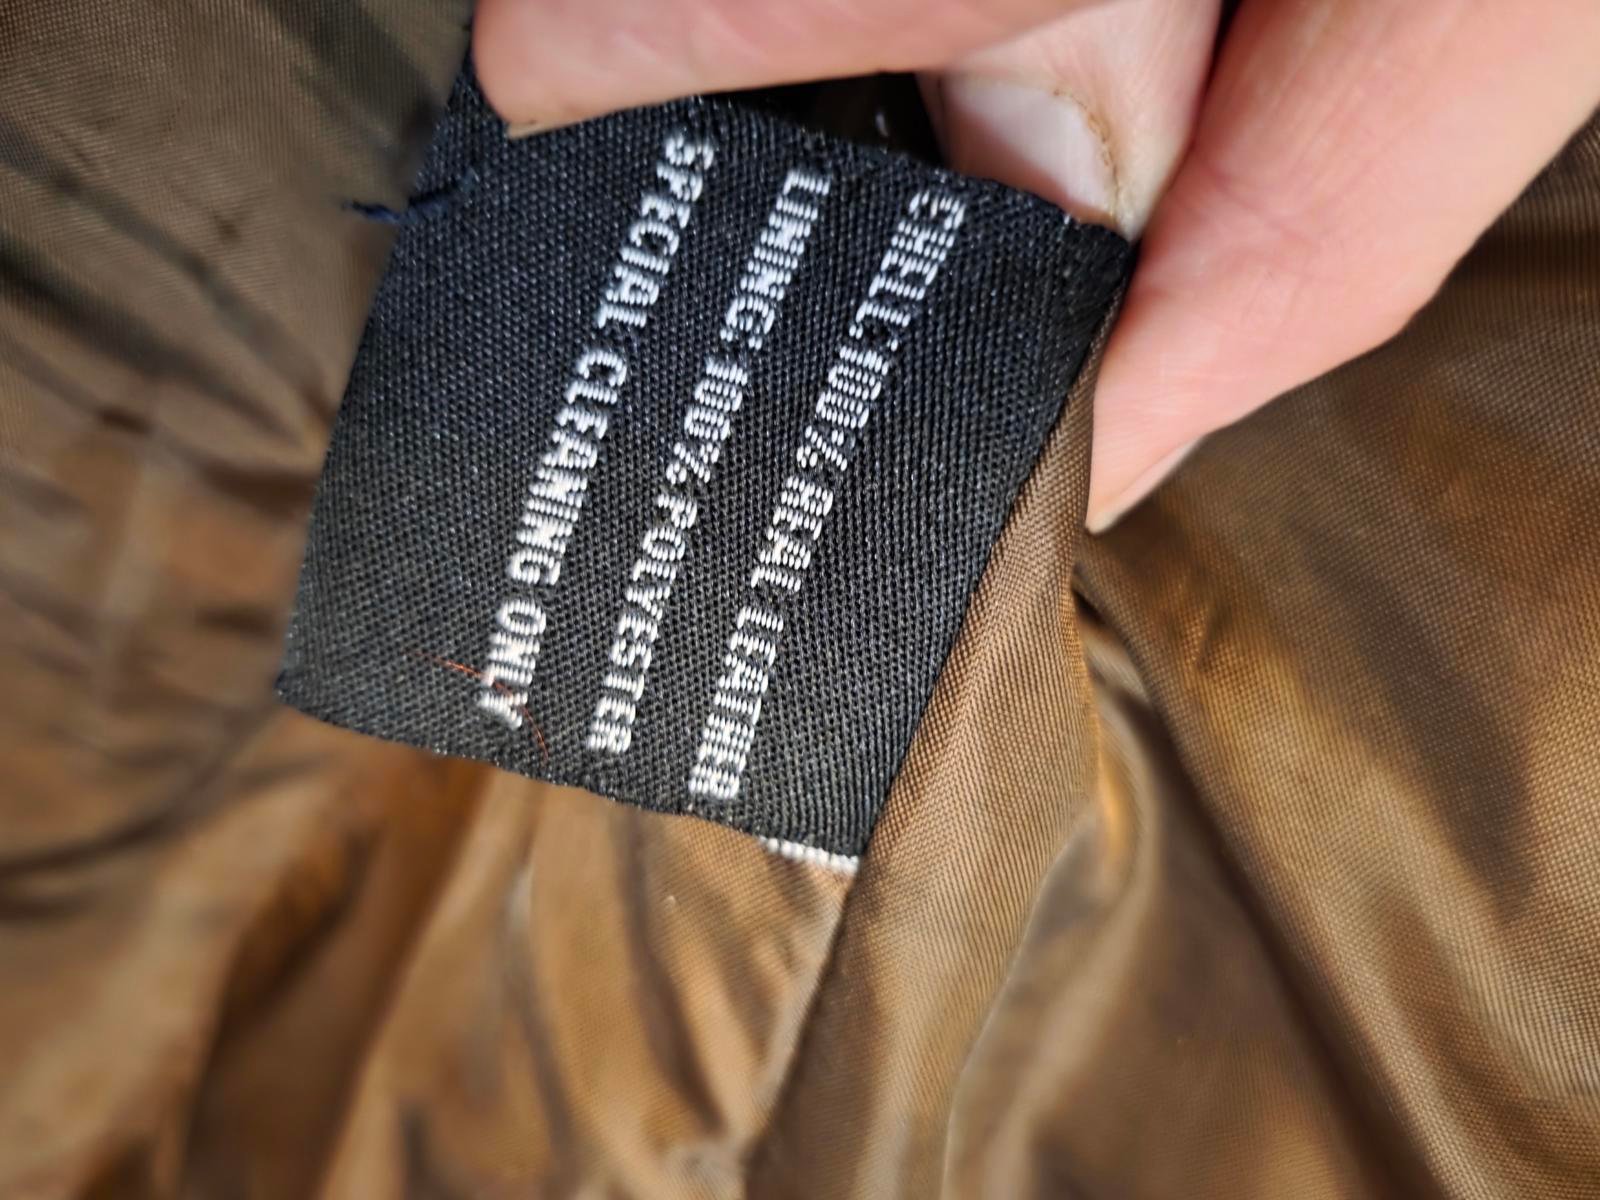 SHELL:100% REAL LEATHER
LINING:100% POLYESTER
SPECIAL CLEANING ONLY